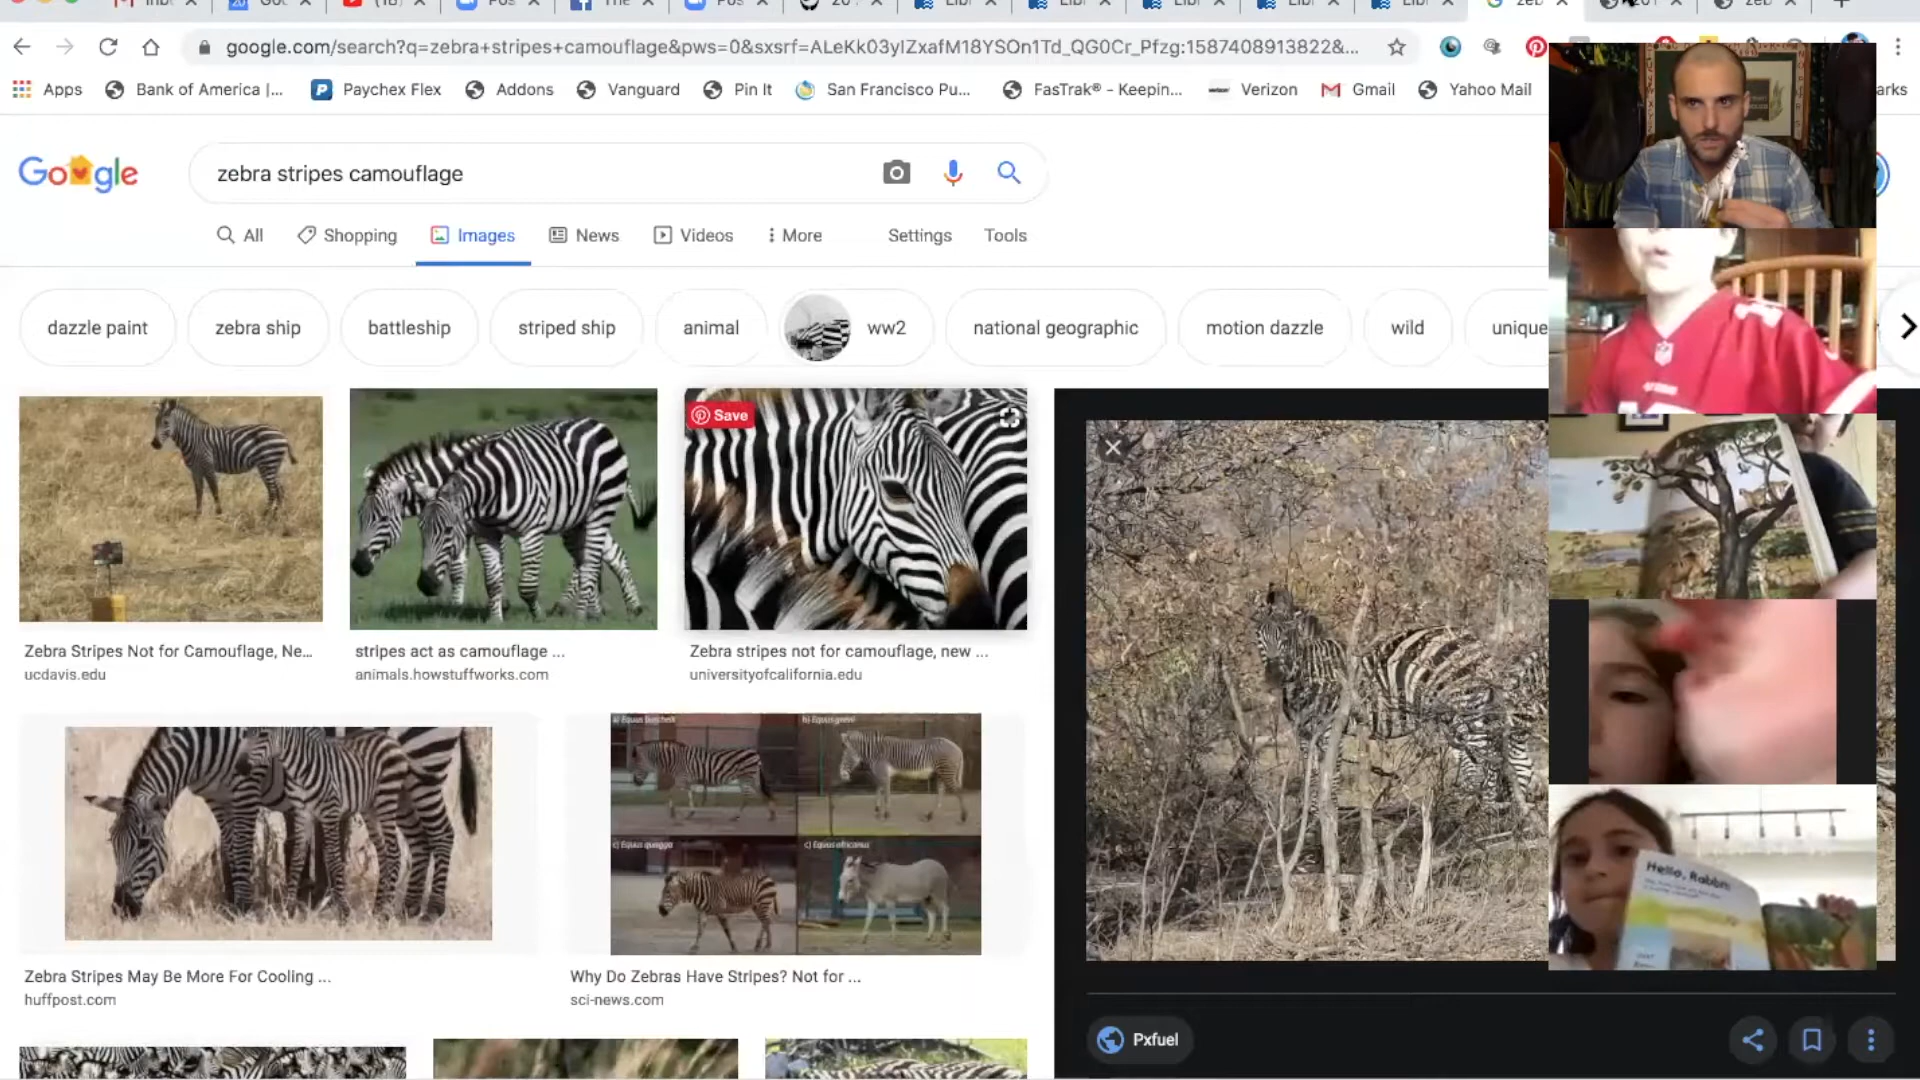 google.com/search?q=zebra+stripes+camouflage&pws=0&sxsrf=ALeKk03yIZxafM18YSOn1Td_QG0Cr_Pfzg:1587408913822&...
Apps
Bank of America |...
Paychex Flex
Addons
Vanguard
Pin It
San Francisco Pu...
FasTrak® - Keepin...
Verizon
Gmail
Yahoo Mail
arks
zebra stripes camouflage
All
Shopping
Images
News
Videos
More
Settings
Tools
dazzle paint
zebra ship
battleship
striped ship
animal
ww2
national geographic
motion dazzle
wild
unique
Save
Zebra Stripes Not for Camouflage, Ne...
ucdavis.edu
stripes act as camouflage ...
animals.howstuffworks.com
Zebra stripes not for camouflage, new ...
universityofcalifornia.edu
Zebra Stripes May Be More For Cooling ...
huffpost.com
Why Do Zebras Have Stripes? Not for ...
sci-news.com
Hello, Rabbit
Pxfuel